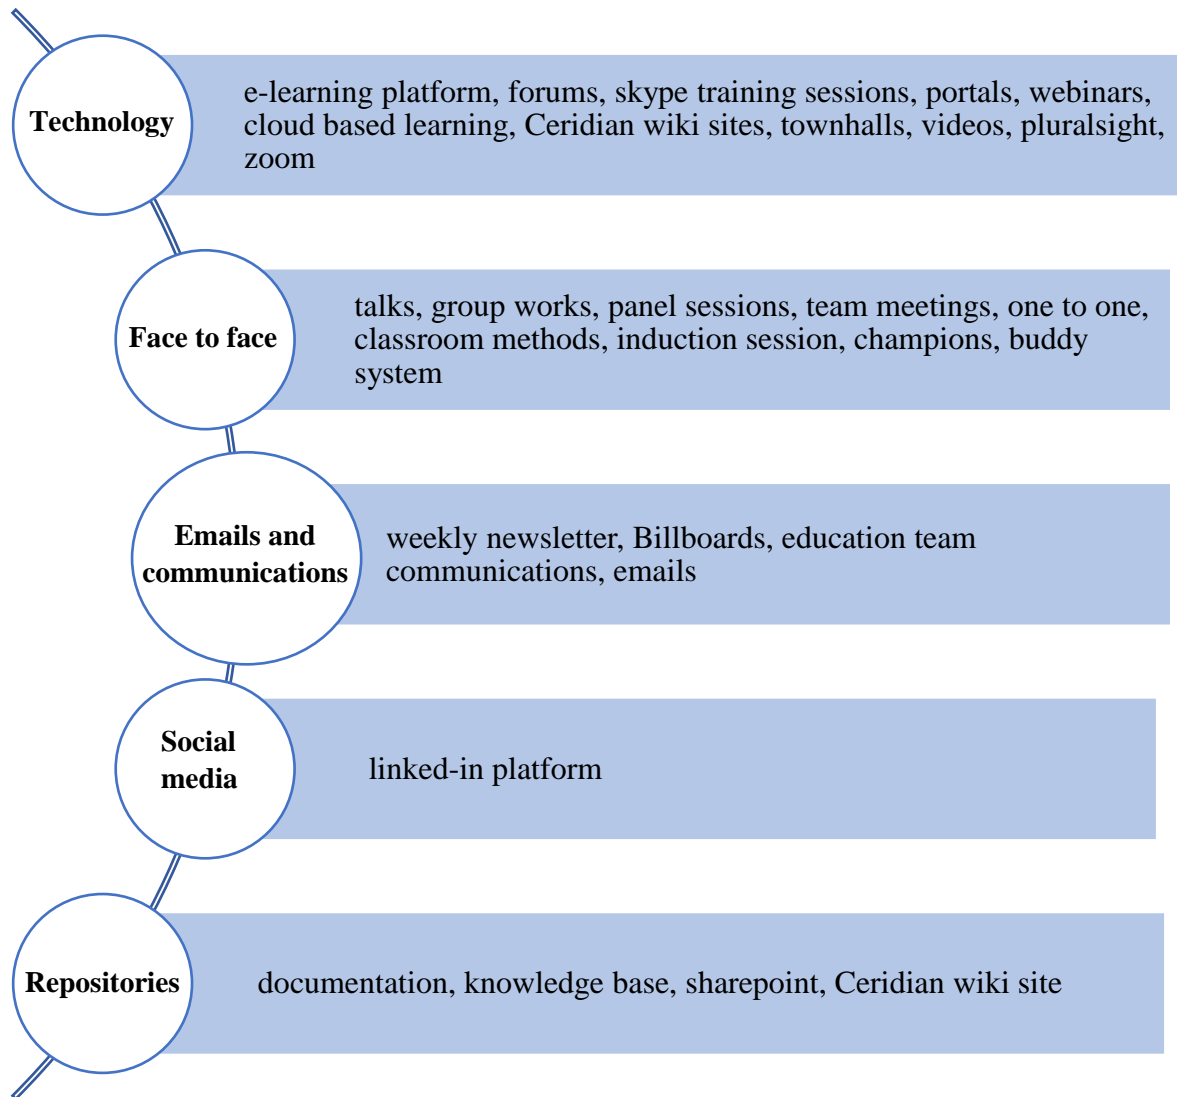 Technology
e-learning platform, forums, skype training sessions, portals, webinars,
cloud based learning, Ceridian wiki sites, townhalls, videos, pluralsight,
zoom
Face to face
talks, group works, panel sessions, team meetings, one to one,
classroom methods, induction session, champions, buddy
system
Emails and
communications
weekly newsletter, Billboards, education team
communications, emails
Social
media
linked-in platform
Repositories
documentation, knowledge base, sharepoint, Ceridian wiki site